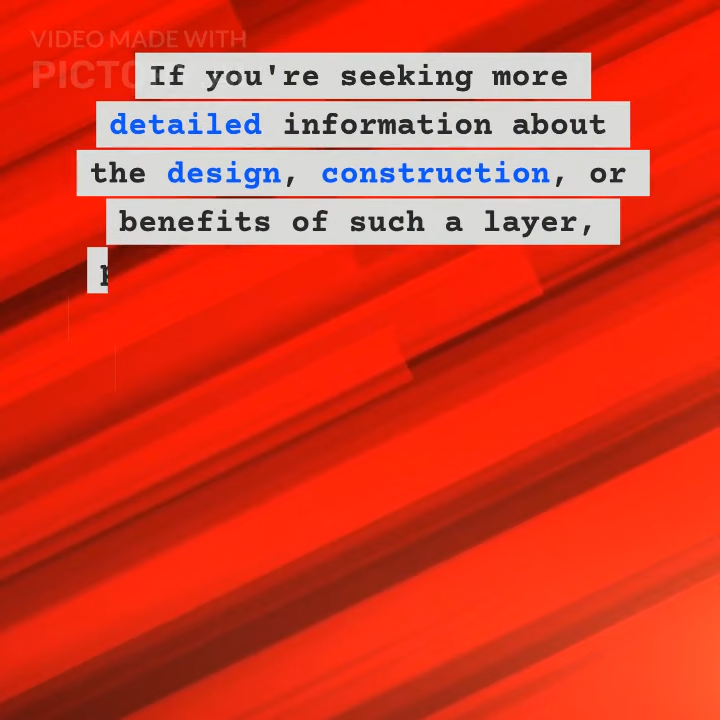 VIDEO MADE WITH
If you're seeking more
detailed information about
the design, construction, or
benefits of such a layer,